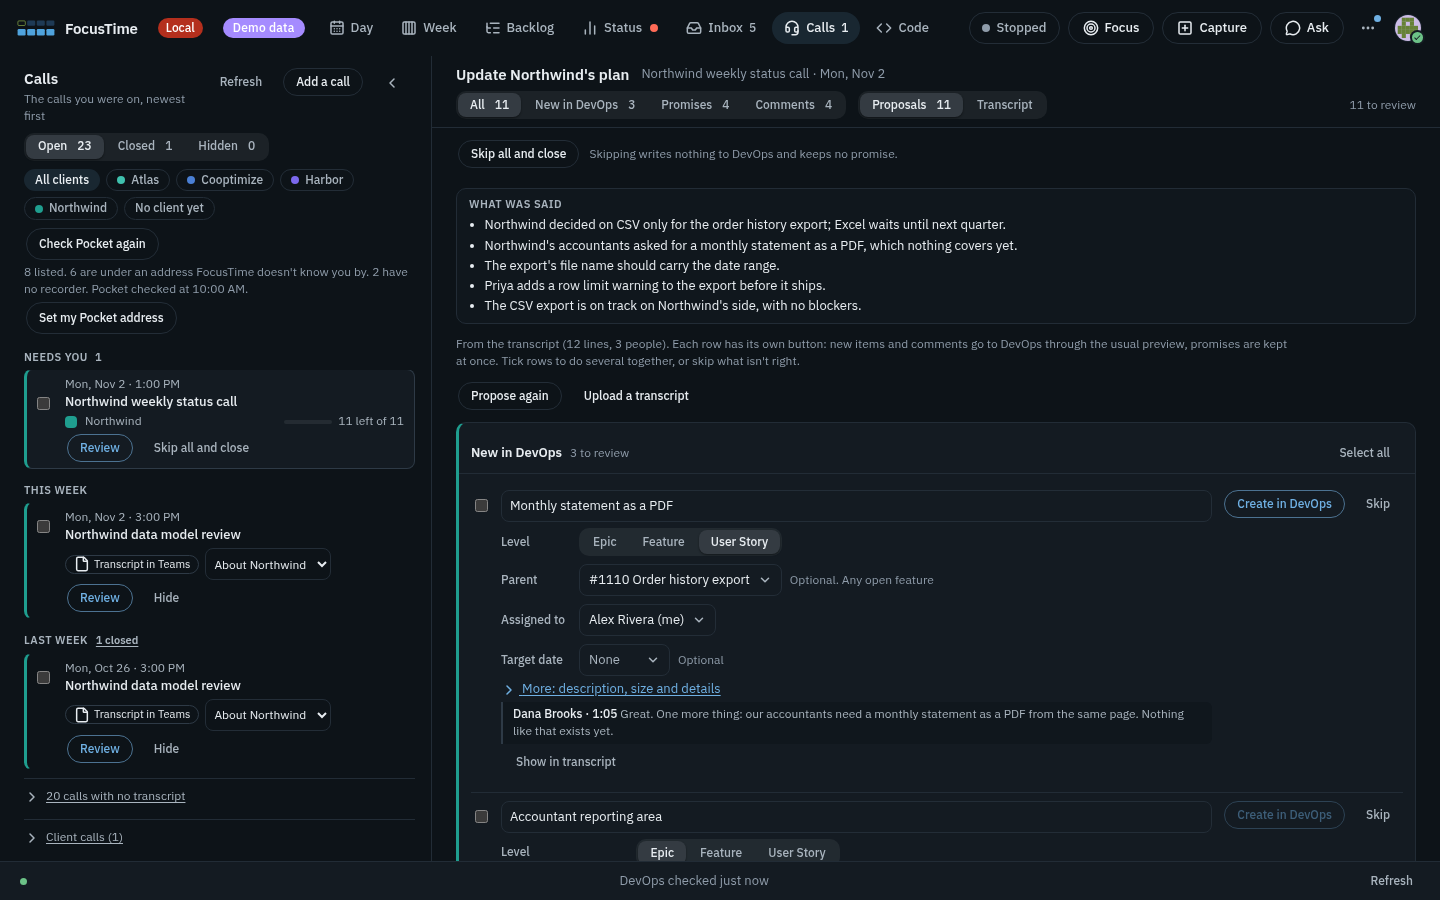 FocusTime Local Demo data Day Week Backlog Status Inbox 5 Calls 1 Code Stopped Focus Capture Ask
Calls Refresh Add a call
The calls you were on, newest
first
Open 23 Closed 1 Hidden 0
All clients Atlas Cooptimize Harbor
Northwind No client yet
Check Pocket again
8 listed. 6 are under an address FocusTime doesn't know you by. 2 have
no recorder. Pocket checked at 10:00 AM.
Set my Pocket address
NEEDS YOU 1
Mon, Nov 2 · 1:00 PM
Northwind weekly status call
Northwind 11 left of 11
Review Skip all and close
THIS WEEK
Mon, Nov 2 · 3:00 PM
Northwind data model review
Transcript in Teams About Northwind
Review Hide
LAST WEEK 1 closed
Mon, Oct 26 · 3:00 PM
Northwind data model review
Transcript in Teams About Northwind
Review Hide
20 calls with no transcript
Client calls (1)
Update Northwind's plan Northwind weekly status call · Mon, Nov 2
All 11 New in DevOps 3 Promises 4 Comments 4 Proposals 11 Transcript 11 to review
Skip all and close Skipping writes nothing to DevOps and keeps no promise.
WHAT WAS SAID
• Northwind decided on CSV only for the order history export; Excel waits until next quarter.
• Northwind's accountants asked for a monthly statement as a PDF, which nothing covers yet.
• The export's file name should carry the date range.
• Priya adds a row limit warning to the export before it ships.
• The CSV export is on track on Northwind's side, with no blockers.
From the transcript (12 lines, 3 people). Each row has its own button: new items and comments go to DevOps through the usual preview, promises are kept
at once. Tick rows to do several together, or skip what isn't right.
Propose again Upload a transcript
New in DevOps 3 to review Select all
Monthly statement as a PDF Create in DevOps Skip
Level Epic Feature User Story
Parent #1110 Order history export Optional. Any open feature
Assigned to Alex Rivera (me)
Target date None Optional
More: description, size and details
Dana Brooks · 1:05 Great. One more thing: our accountants need a monthly statement as a PDF from the same page. Nothing
like that exists yet.
Show in transcript
Accountant reporting area Create in DevOps Skip
Level Epic Feature User Story
DevOps checked just now Refresh